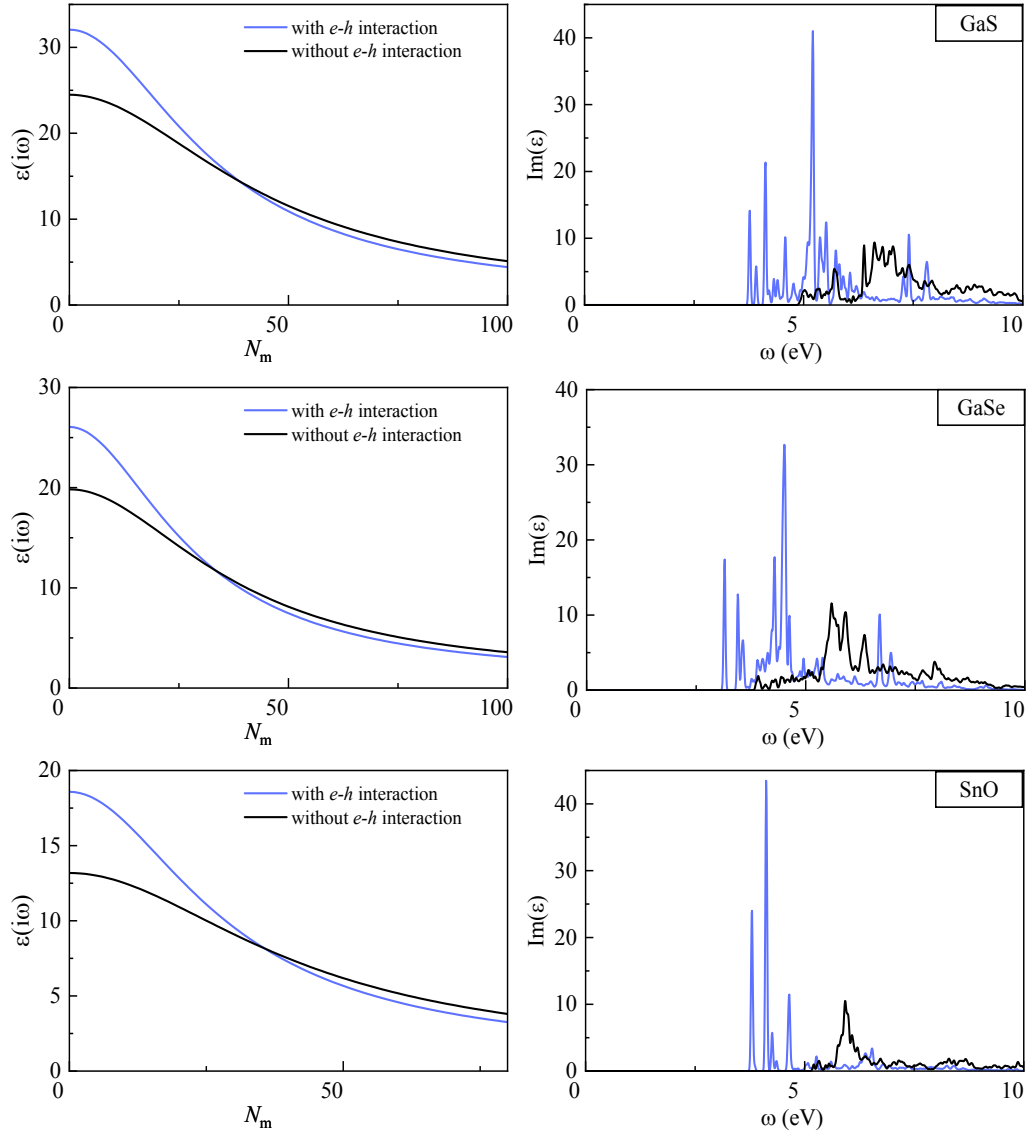 with e-h interaction
without e-h interaction
ε(iω)
30
20
10
0
0
50
100
N_m
GaS
Im(ε)
40
30
20
10
0
0
5
10
ω (eV)
with e-h interaction
without e-h interaction
ε(iω)
30
20
10
0
0
50
100
N_m
GaSe
Im(ε)
40
30
20
10
0
0
5
10
ω (eV)
with e-h interaction
without e-h interaction
ε(iω)
20
15
10
5
0
0
50
N_m
SnO
Im(ε)
40
30
20
10
0
0
5
10
ω (eV)